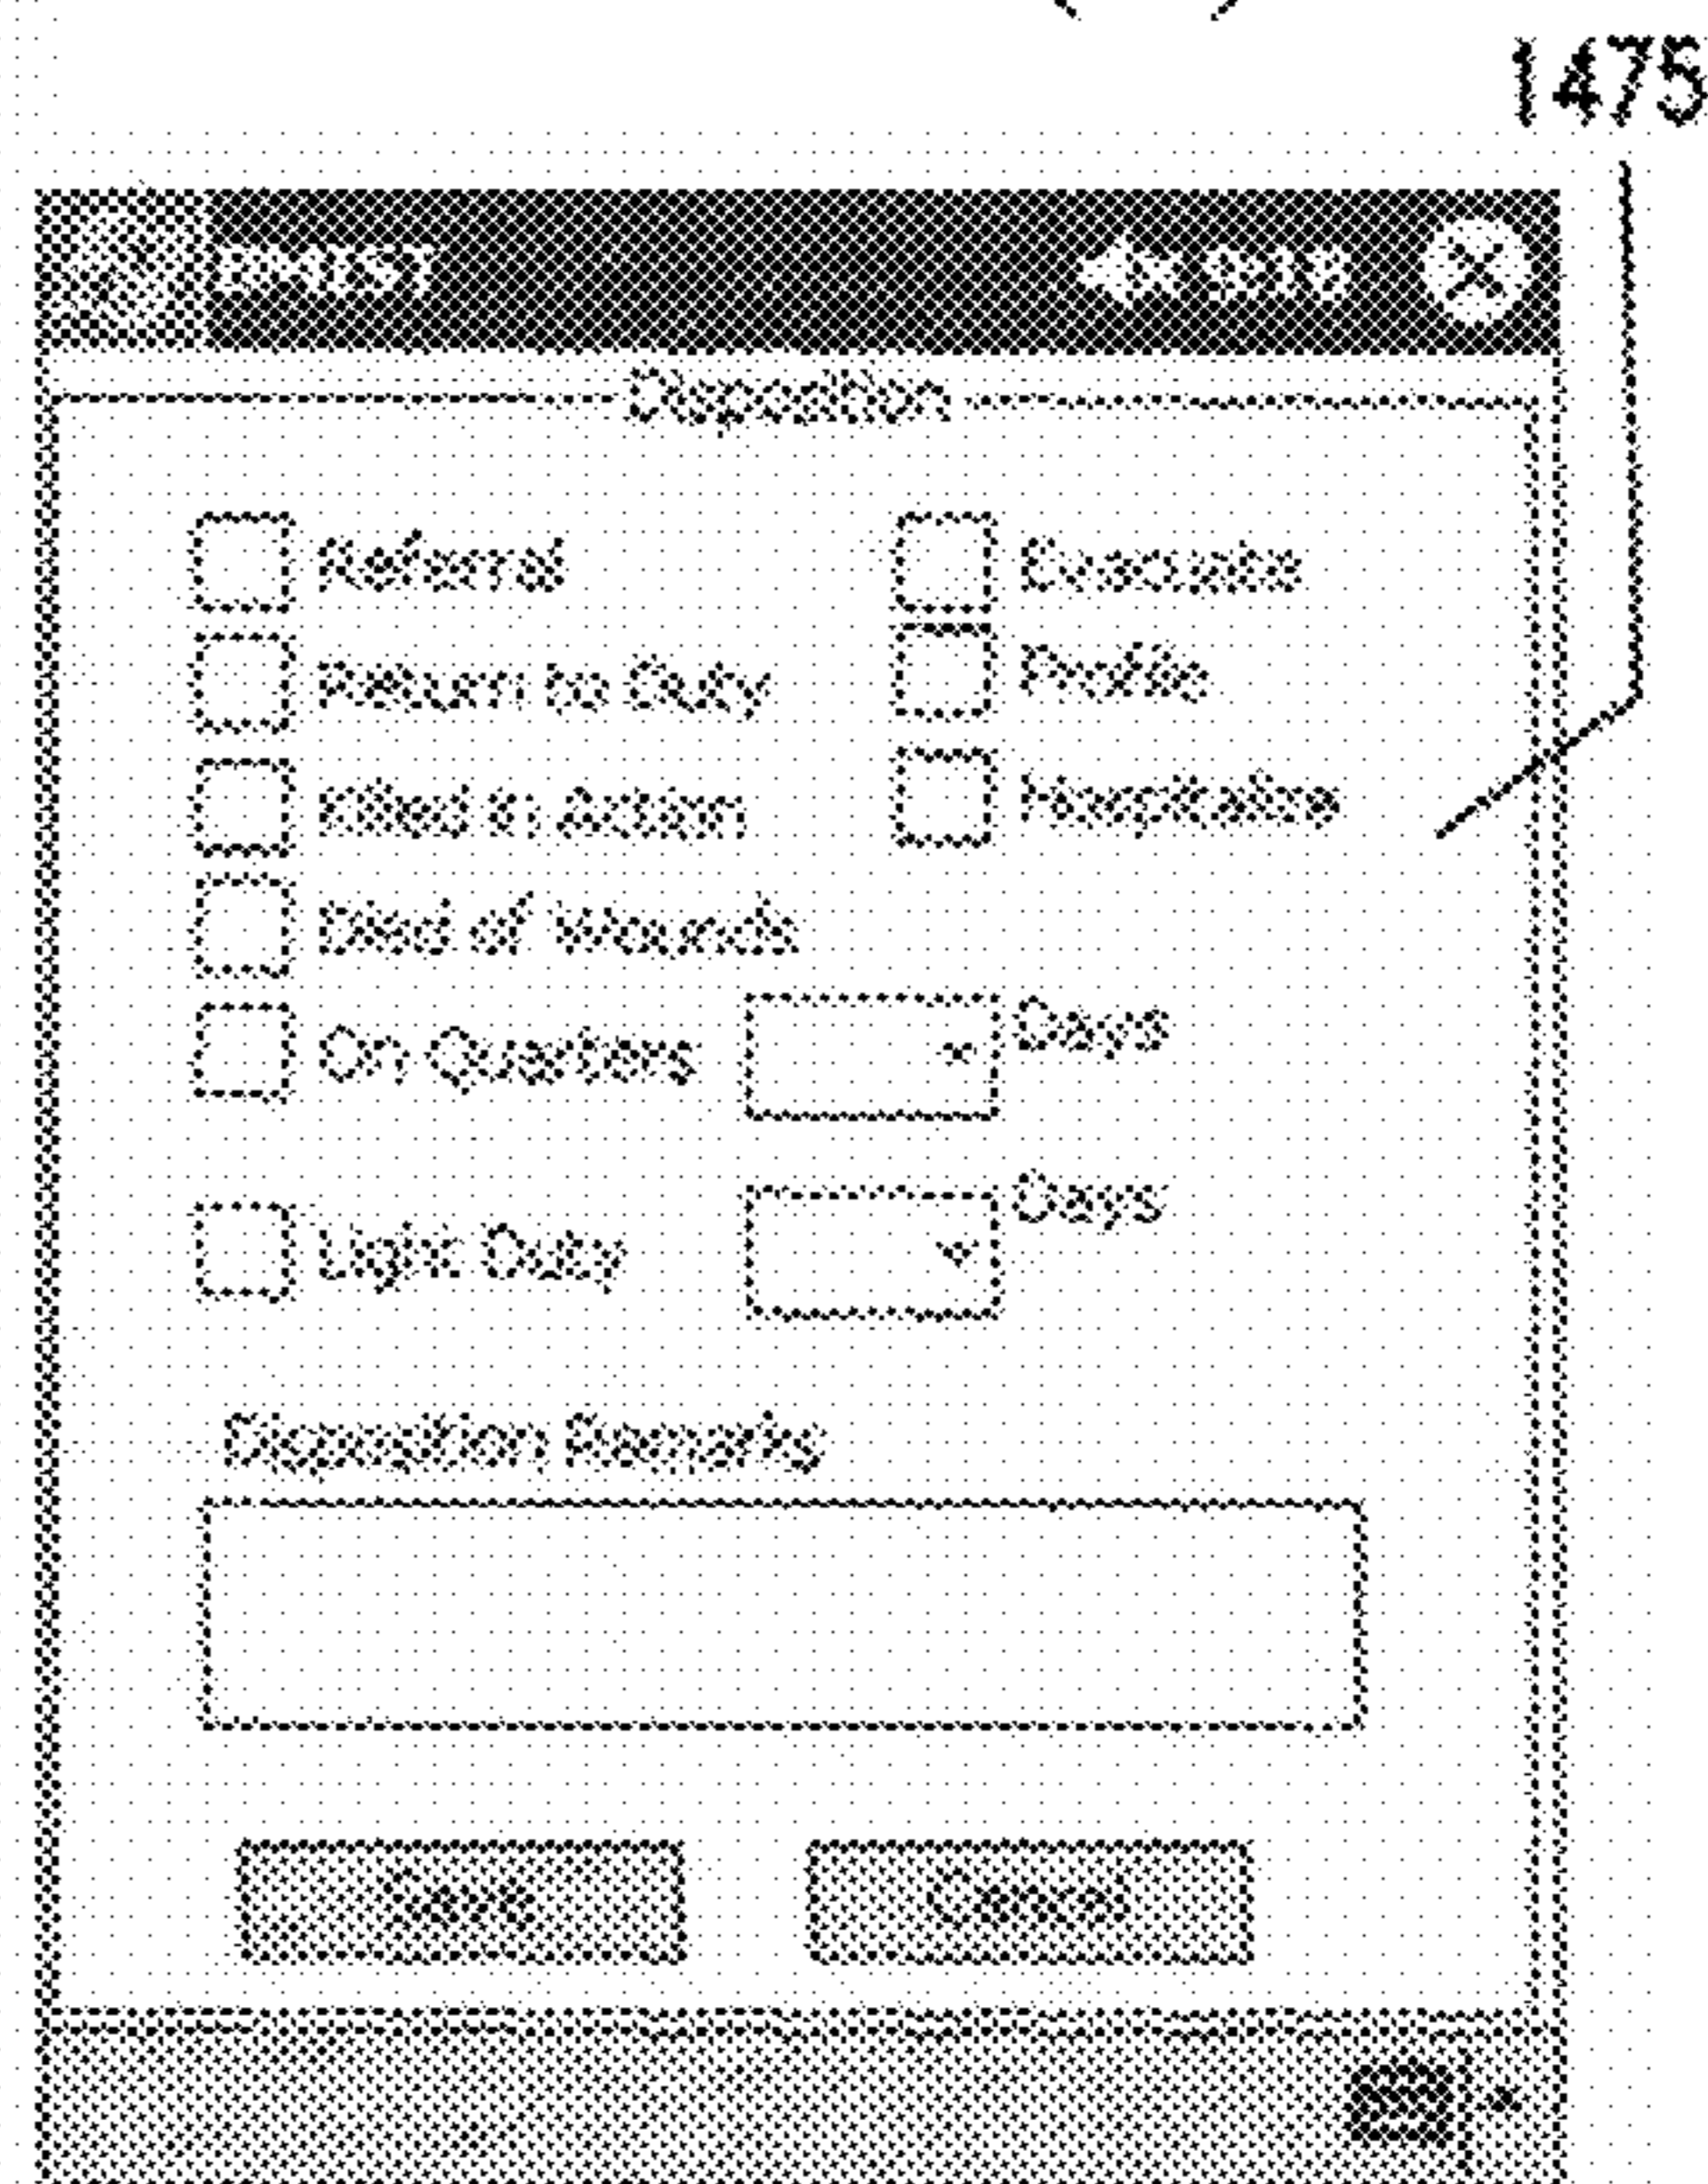 1475
Disposition
Referral
Evacuate
Return to Duty
Profile
Killed in Action
Hospitalize
Died of Wounds
On Quarters
Days
Light Duty
Days
Disposition Remarks
Save
Cancel